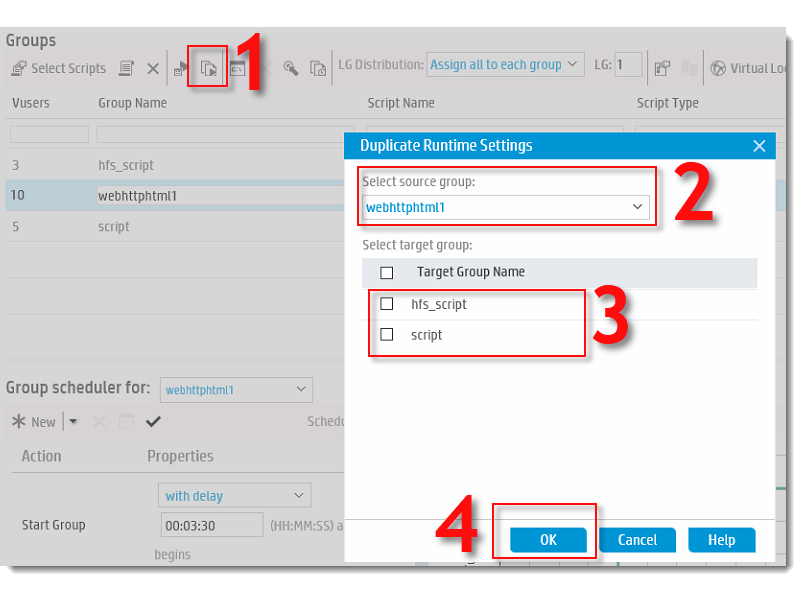 Groups
Select Scripts
LG Distribution: Assign all to each group LG: 1
1
Vusers Group Name Script Name Script Type
3 hfs_script
10 webhttphtml1
5 script
Duplicate Runtime Settings
Select source group:
webhttphtml1
2
Select target group:
Target Group Name
hfs_script
script
3
Group scheduler for: webhttphtml1
New
Action Properties
with delay
Start Group 00:03:30 (HH:MM:SS)
begins
4
OK Cancel Help